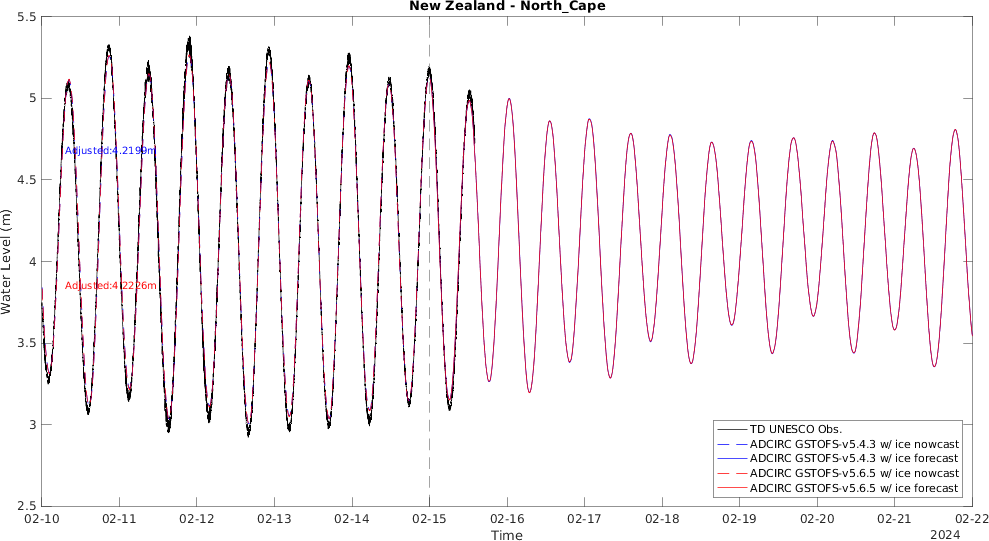 New Zealand - North_Cape
5.5
5
4.5
4
3.5
3
2.5
Water Level (m)
Adjusted:4.2199m
Adjusted:4.2226m
TD UNESCO Obs.
ADCIRC GSTOFS-v5.4.3 w/ ice nowcast
ADCIRC GSTOFS-v5.4.3 w/ ice forecast
ADCIRC GSTOFS-v5.6.5 w/ ice nowcast
ADCIRC GSTOFS-v5.6.5 w/ ice forecast
02-10 02-11 02-12 02-13 02-14 02-15 02-16 02-17 02-18 02-19 02-20 02-21 02-22
Time
2024